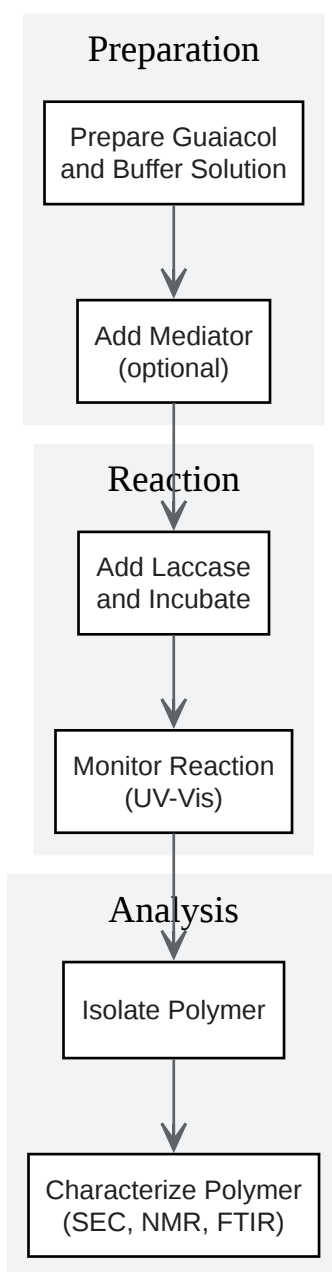 Preparation
Prepare Guaiacol
and Buffer Solution
Add Mediator
(optional)
Reaction
Add Laccase
and Incubate
Monitor Reaction
(UV-Vis)
Analysis
Isolate Polymer
Characterize Polymer
(SEC, NMR, FTIR)